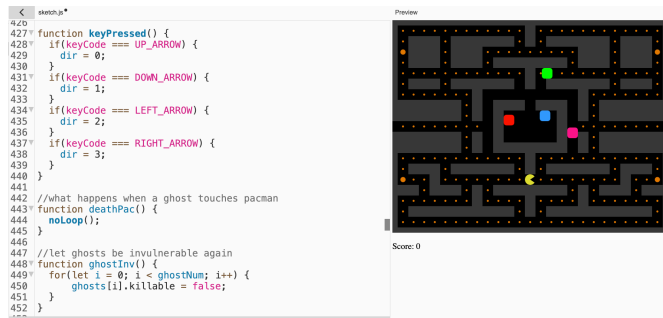 sketch.js•
Preview
426
427 function keyPressed() {
428 if(keyCode === UP_ARROW) {
429 dir = 0;
430 }
431 if(keyCode === DOWN_ARROW) {
432 dir = 1;
433 }
434 if(keyCode === LEFT_ARROW) {
435 dir = 2;
436 }
437 if(keyCode === RIGHT_ARROW) {
438 dir = 3;
439 }
440 }
441
442 //what happens when a ghost touches pacman
443 function deathPac() {
444 noLoop();
445 }
446
447 //let ghosts be invulnerable again
448 function ghostInv() {
449 for(let i = 0; i < ghostNum; i++) {
450 ghosts[i].killable = false;
451 }
452 }
Score: 0